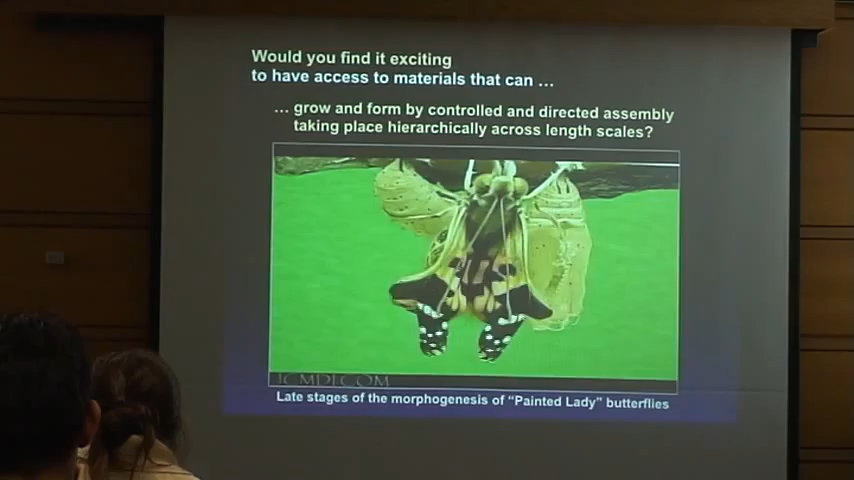 Would you find it exciting
to have access to materials that can …
… grow and form by controlled and directed assembly
taking place hierarchically across length scales?
Late stages of the morphogenesis of “Painted Lady” butterflies